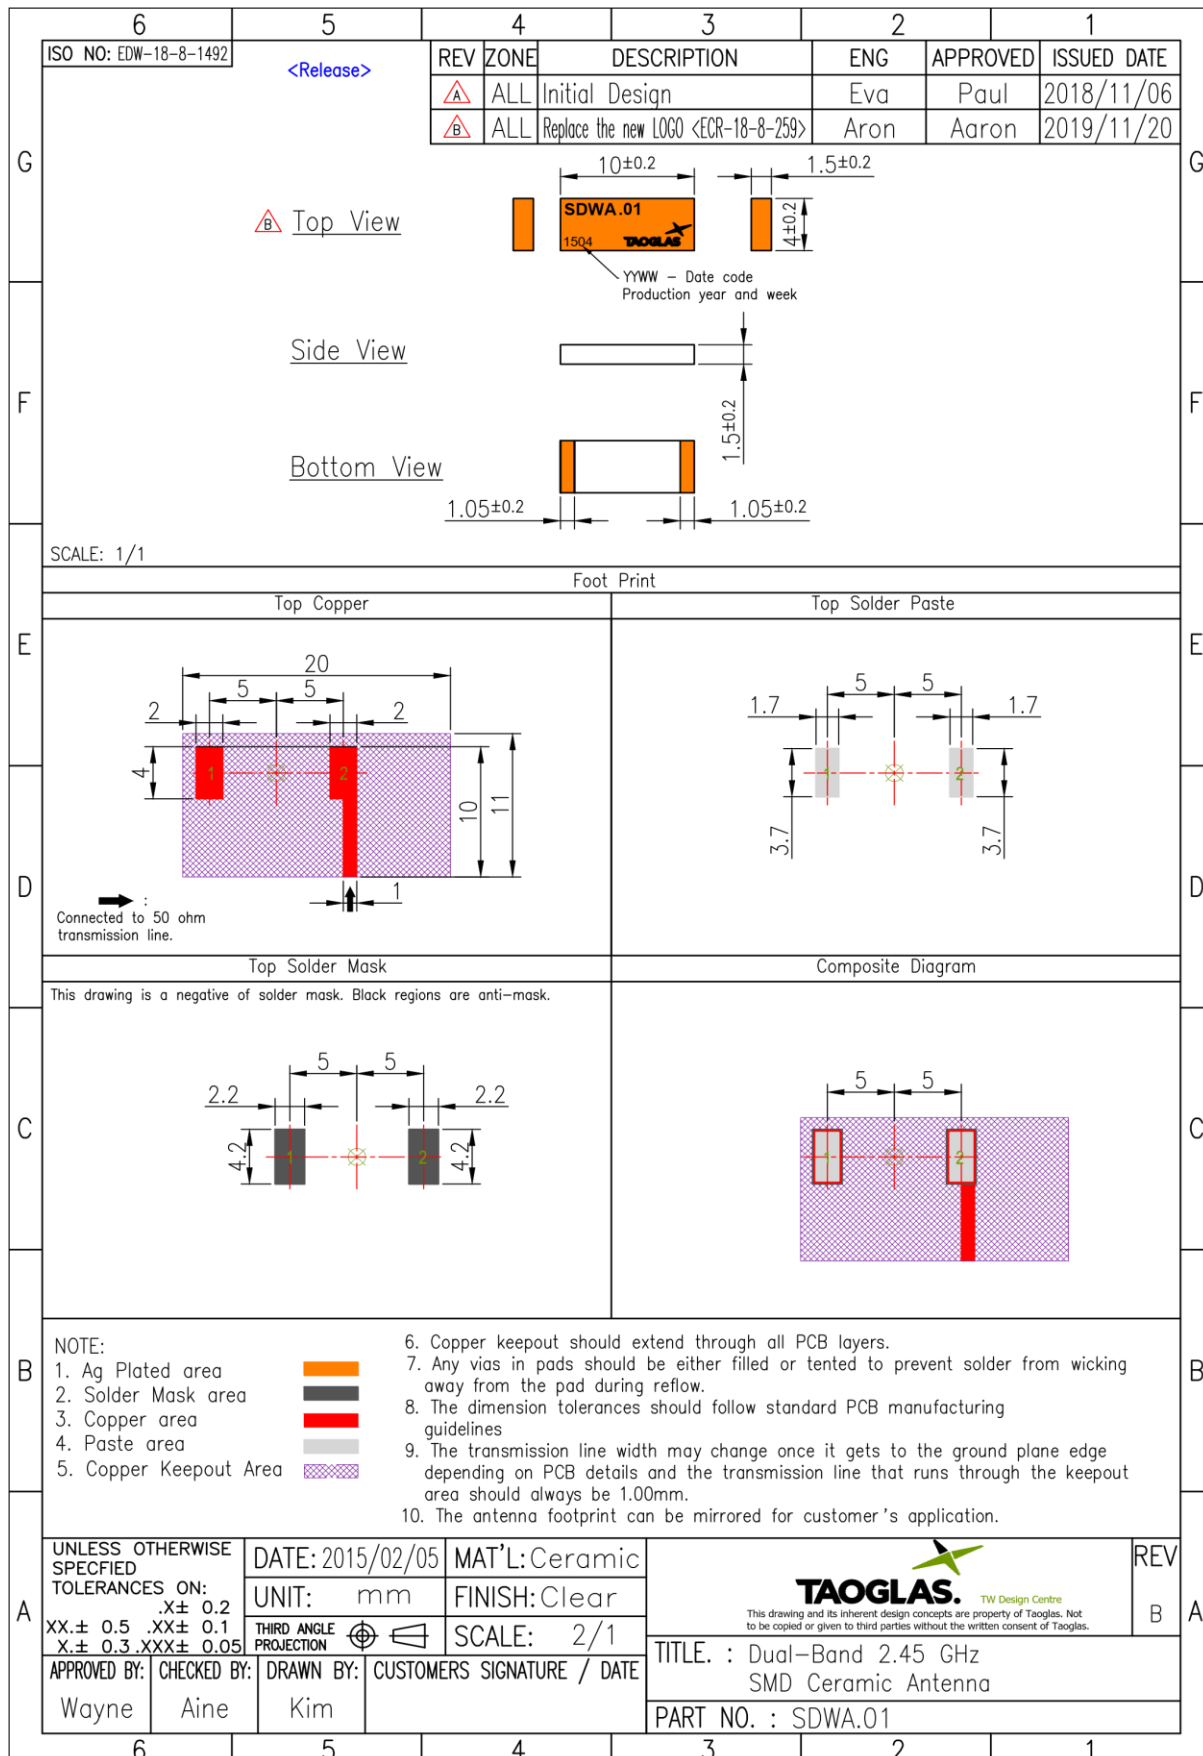 6 5 4 3 2 1
ISO NO: EDW-18-8-1492
<Release>
REV ZONE DESCRIPTION ENG APPROVED ISSUED DATE
A ALL Initial Design Eva Paul 2018/11/06
B ALL Replace the new LOGO <ECR-18-8-259> Aron Aaron 2019/11/20
G G
10±0.2 1.5±0.2
B Top View
SDWA.01
1504 TAOGLAS
4±0.2
YYWW - Date code
Production year and week
Side View
1.5±0.2
F F
Bottom View
1.05±0.2 1.05±0.2
SCALE: 1/1
Foot Print
Top Copper Top Solder Paste
E E
20
5 5
2 2
4
1 2
10 11
1
:
Connected to 50 ohm
transmission line.
5 5
1.7 1.7
1 2
3.7 3.7
D D
Top Solder Mask Composite Diagram
This drawing is a negative of solder mask. Black regions are anti-mask.
5 5
2.2 2.2
4.2 1 2 4.2
5 5
1 2
C C
NOTE:
1. Ag Plated area
2. Solder Mask area
3. Copper area
4. Paste area
5. Copper Keepout Area
6. Copper keepout should extend through all PCB layers.
7. Any vias in pads should be either filled or tented to prevent solder from wicking
away from the pad during reflow.
8. The dimension tolerances should follow standard PCB manufacturing
guidelines
9. The transmission line width may change once it gets to the ground plane edge
depending on PCB details and the transmission line that runs through the keepout
area should always be 1.00mm.
10. The antenna footprint can be mirrored for customer's application.
B B
UNLESS OTHERWISE
SPECFIED
TOLERANCES ON:
.X± 0.2
XX.± 0.5 .XX± 0.1
X.± 0.3 .XXX± 0.05
DATE: 2015/02/05 MAT'L: Ceramic
UNIT: mm FINISH: Clear
THIRD ANGLE
PROJECTION
SCALE: 2/1
TAOGLAS. TW Design Centre
This drawing and its inherent design concepts are property of Taoglas. Not
to be copied or given to third parties without the written consent of Taoglas.
REV
B
A A
APPROVED BY: CHECKED BY: DRAWN BY: CUSTOMERS SIGNATURE / DATE
Wayne Aine Kim
TITLE. : Dual-Band 2.45 GHz
SMD Ceramic Antenna
PART NO. : SDWA.01
6 5 4 3 2 1